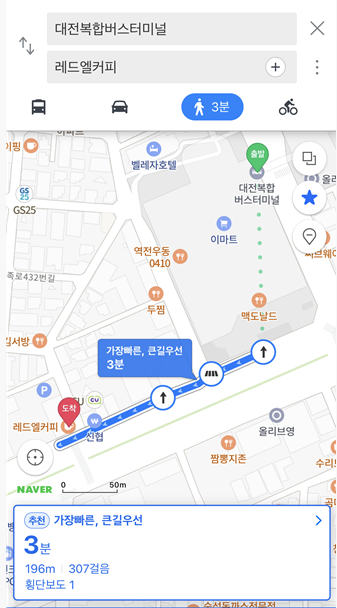 대전복합버스터미널
레드엘커피
3분
아파트
이핑
벨레자호텔
출발
대전복합
버스터미널
GS
25
GS25
이마트
역전우동
0410
족로432번길
두찜
맥도날드
김서방
가장빠른, 큰길우선
3분
P
CU
도착
레드엘커피
신협
올리브영
짬뽕지존
수리
NAVER
0
50m
추천 가장빠른, 큰길우선
3분
196m 307걸음
횡단보도 1